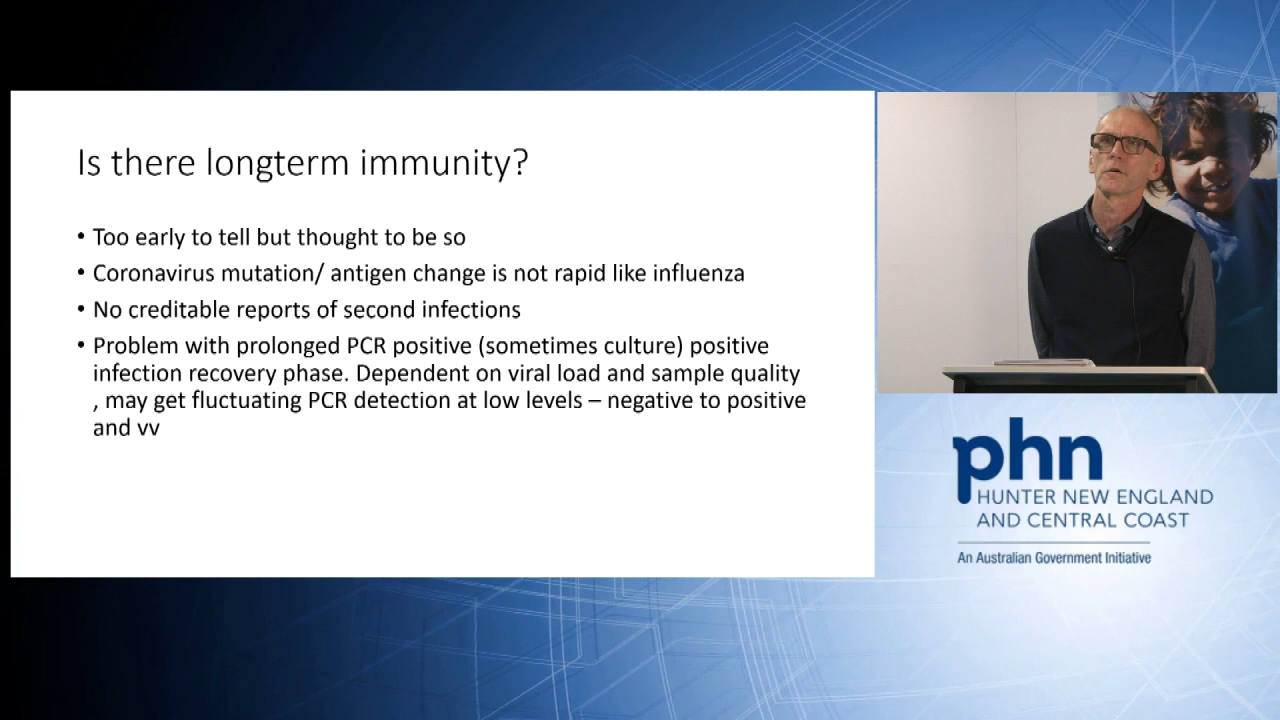 Is there longterm immunity?
• Too early to tell but thought to be so
• Coronavirus mutation/ antigen change is not rapid like influenza
• No creditable reports of second infections
• Problem with prolonged PCR positive (sometimes culture) positive
infection recovery phase. Dependent on viral load and sample quality
, may get fluctuating PCR detection at low levels – negative to positive
and vv
phn
HUNTER NEW ENGLAND
AND CENTRAL COAST
An Australian Government Initiative